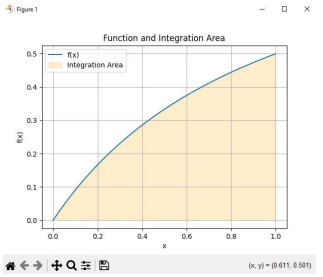 Figure 1
Function and Integration Area
f(x)
Integration Area
0.5
0.4
0.3
0.2
0.1
0.0
f(x)
0.0 0.2 0.4 0.6 0.8 1.0
x
(x, y) = (0.611, 0.501)